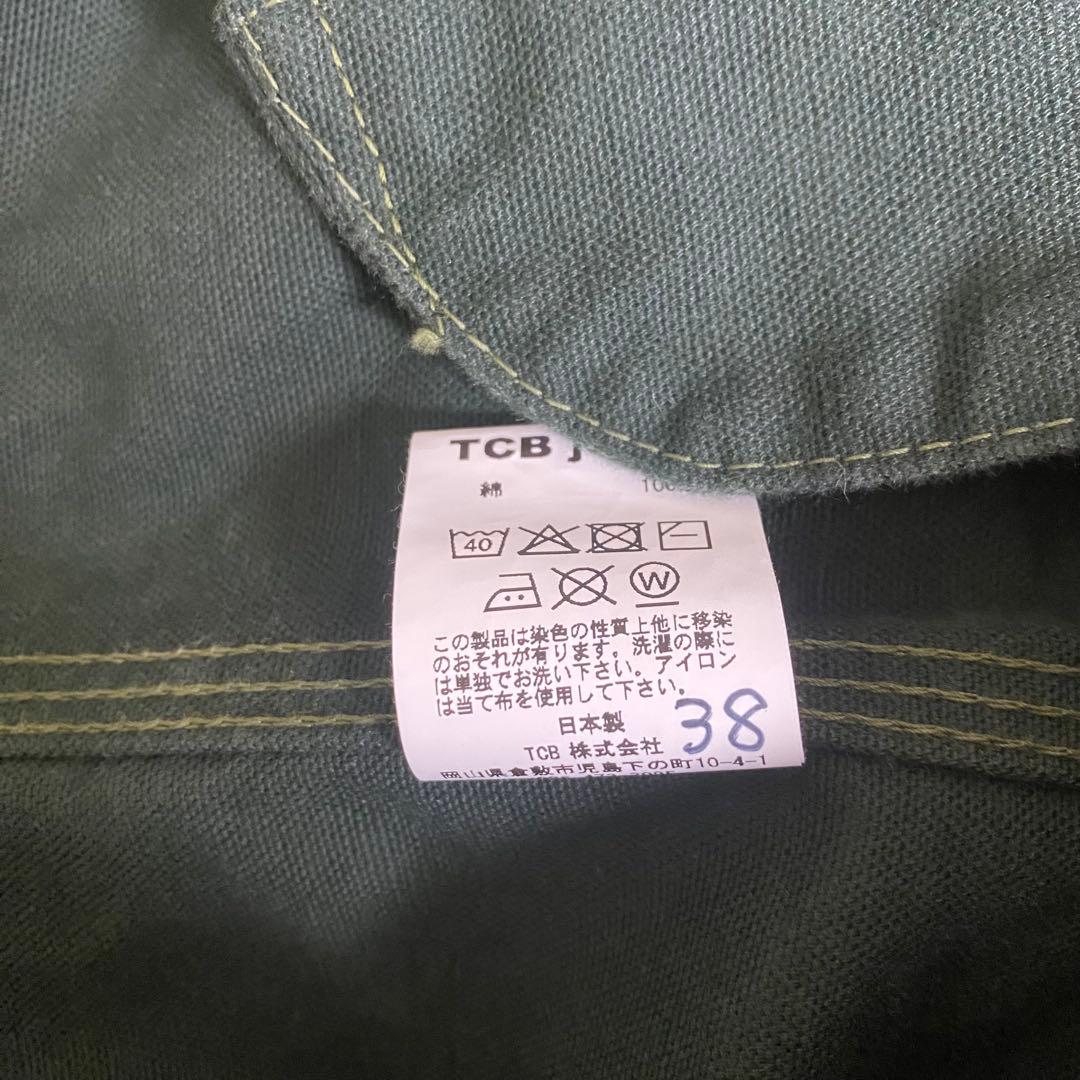 TCB j
綿 100
40
W
この製品は染色の性質上他に移染
のおそれが有ります。洗濯の際に
は単独でお洗い下さい。アイロン
は当て布を使用して下さい。
日本製
38
TCB 株式会社
岡山県倉敷市児島下の町10-4-1